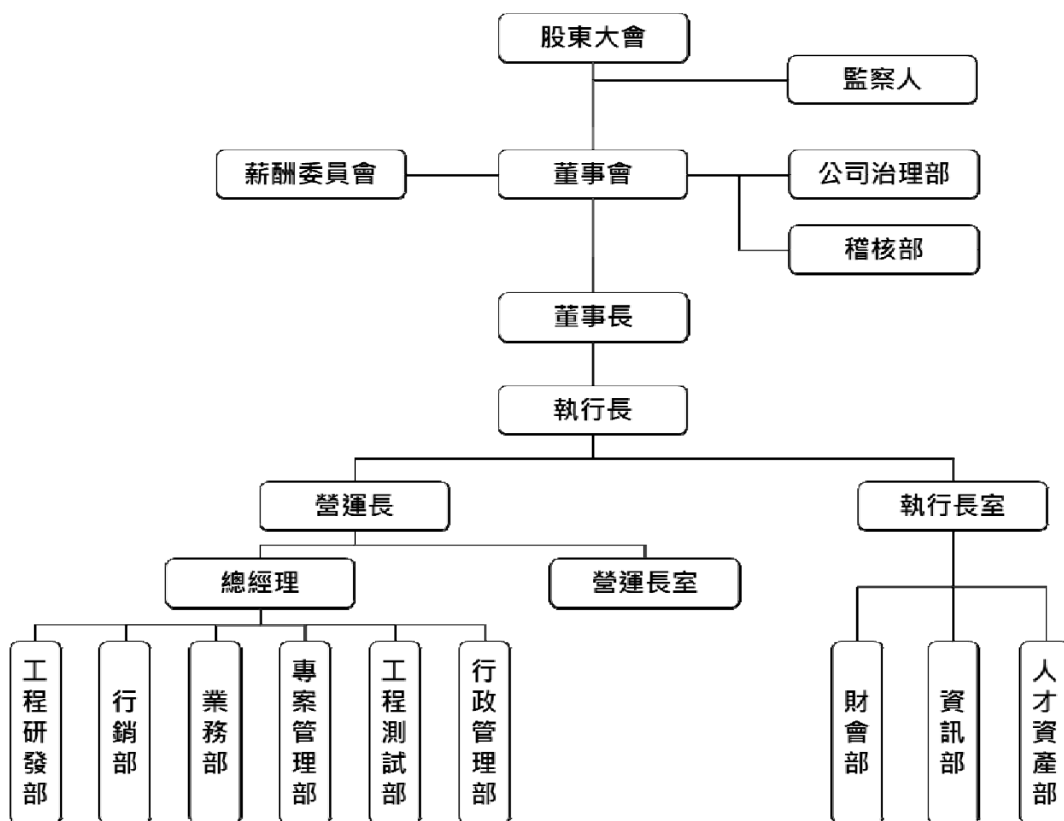 股東大會
監察人
薪酬委員會
董事會
公司治理部
稽核部
董事長
執行長
營運長
執行長室
總經理
營運長室
工程研發部
行銷部
業務部
專案管理部
工程測試部
行政管理部
財會部
資訊部
人才資產部